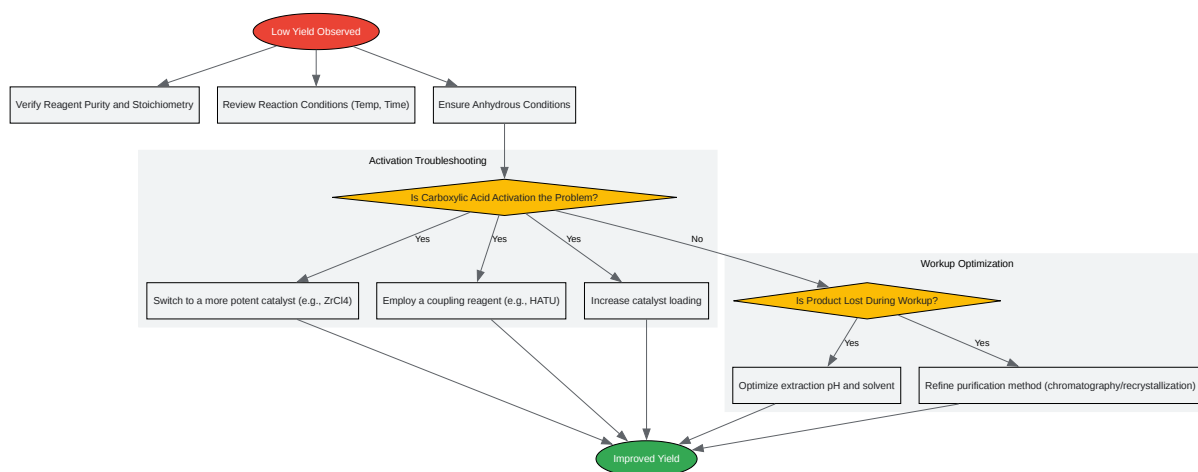 Low Yield Observed
Verify Reagent Purity and Stoichiometry
Review Reaction Conditions (Temp, Time)
Ensure Anhydrous Conditions
Activation Troubleshooting
Is Carboxylic Acid Activation the Problem?
Yes
Yes
Yes
No
Workup Optimization
Switch to a more potent catalyst (e.g., ZrCl4)
Employ a coupling reagent (e.g., HATU)
Increase catalyst loading
Is Product Lost During Workup?
Yes
Yes
Optimize extraction pH and solvent
Refine purification method (chromatography/recrystallization)
Improved Yield